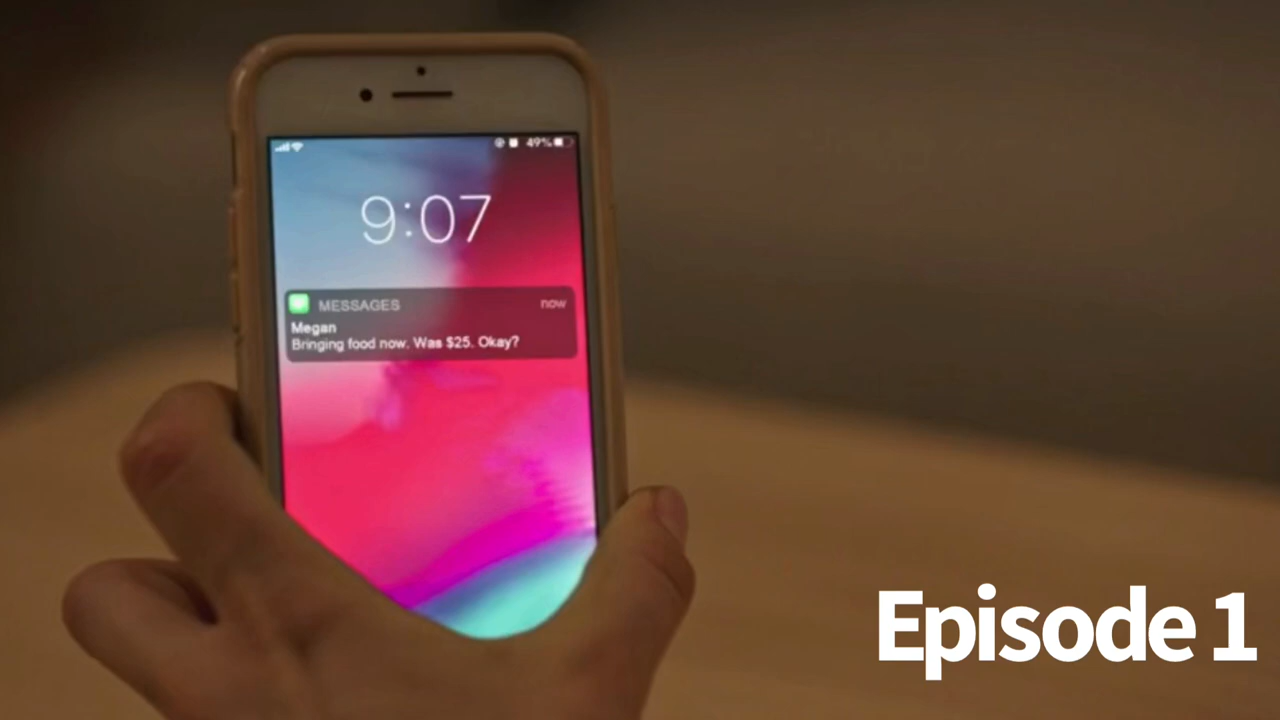 49%
9:07
MESSAGES now
Megan
Bringing food now. Was $25. Okay?
Episode 1